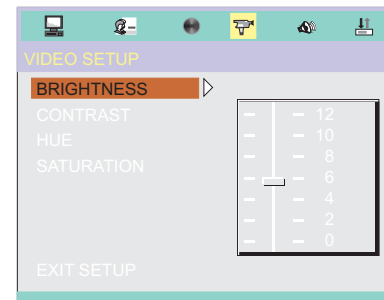 VIDEO SETUP
BRIGHTNESS
CONTRAST
HUE
SATURATION
12
10
8
6
4
2
0
EXIT SETUP